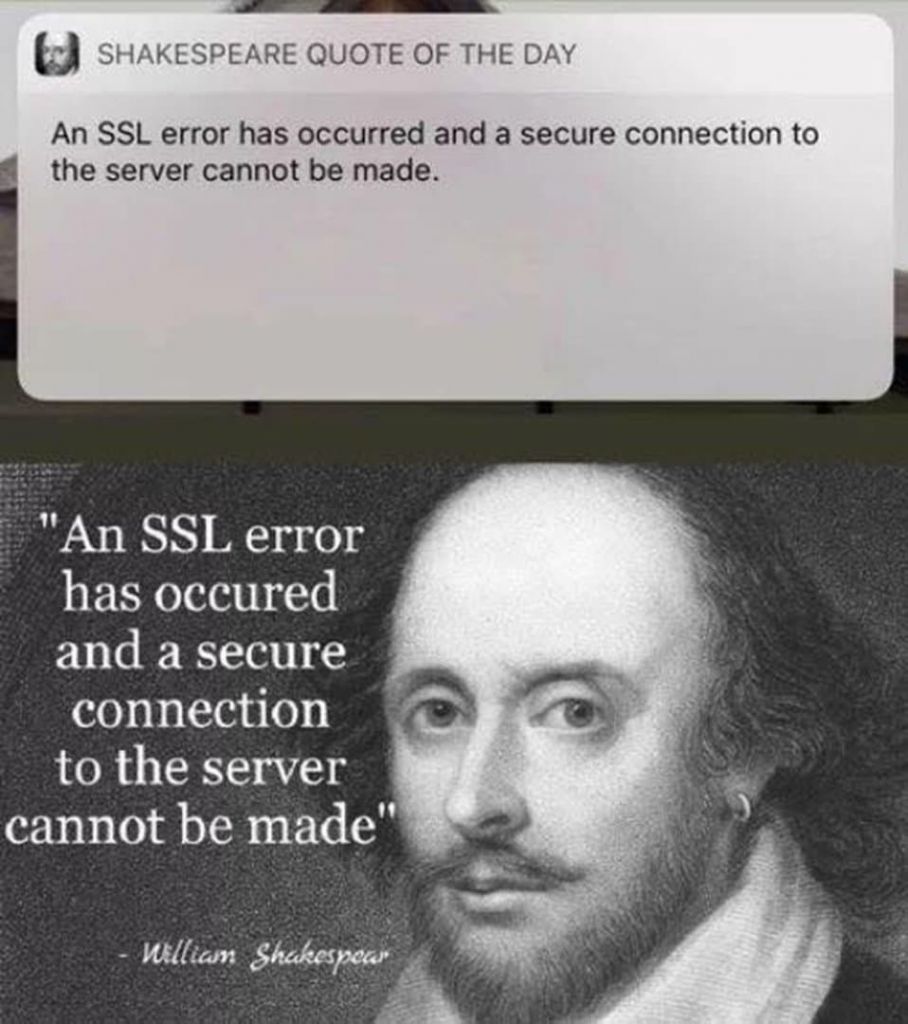 SHAKESPEARE QUOTE OF THE DAY
An SSL error has occurred and a secure connection to
the server cannot be made.
"An SSL error
has occured
and a secure
connection
to the server
cannot be made"
- William Shakespear